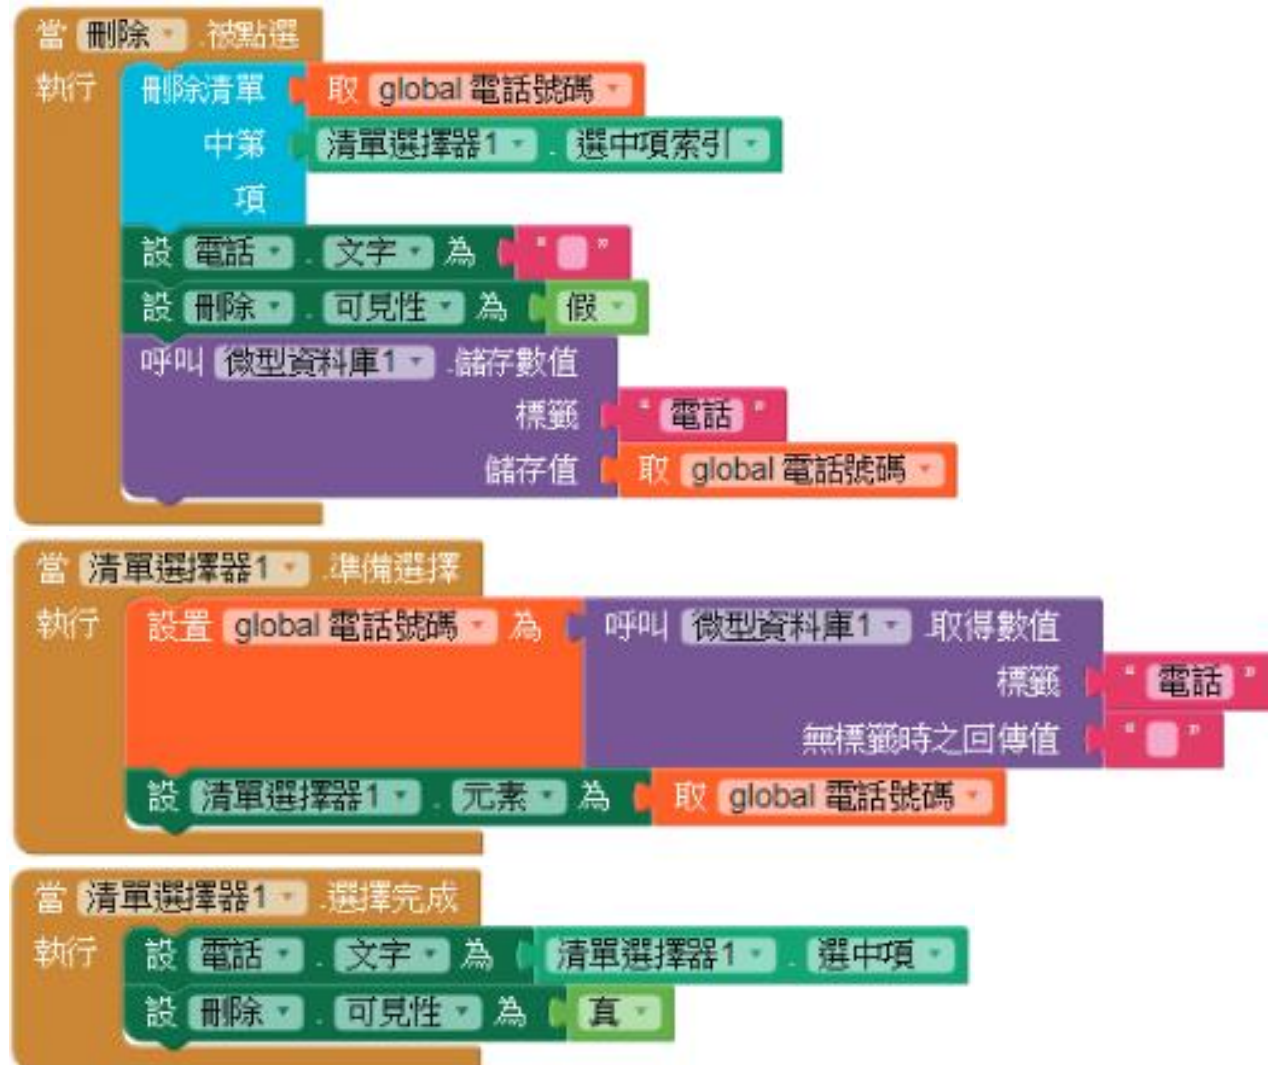 當 刪除 .被點選
執行 刪除清單 取 global 電話號碼
中第 清單選擇器1 . 選中項索引
項
設 電話 . 文字 為 " "
設 刪除 . 可見性 為 假
呼叫 微型資料庫1 .儲存數值
標籤 " 電話 "
儲存值 取 global 電話號碼
當 清單選擇器1 .準備選擇
執行 設置 global 電話號碼 為 呼叫 微型資料庫1 .取得數值
標籤 " 電話 "
無標籤時之回傳值 " "
設 清單選擇器1 . 元素 為 取 global 電話號碼
當 清單選擇器1 .選擇完成
執行 設 電話 . 文字 為 清單選擇器1 . 選中項
設 刪除 . 可見性 為 真